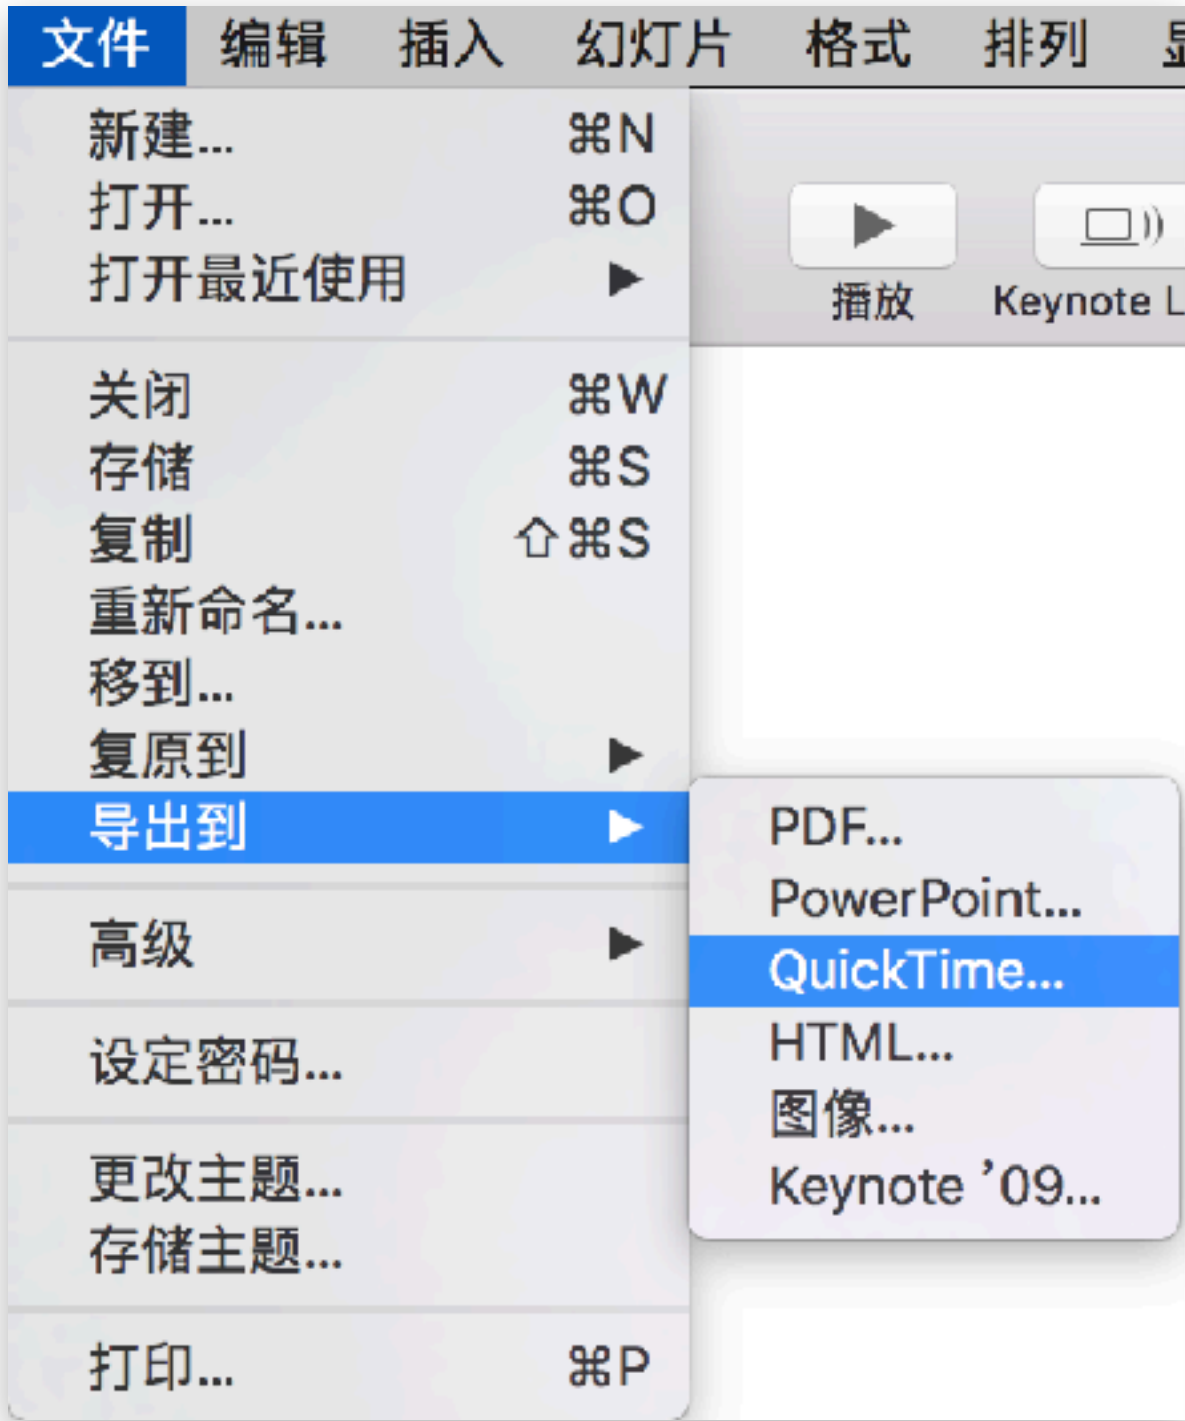 文件 编辑 插入 幻灯片 格式 排列
新建... ⌘N
打开... ⌘O
打开最近使用 ▶
播放 Keynote L
关闭 ⌘W
存储 ⌘S
复制 ⇧⌘S
重新命名...
移到...
复原到 ▶
导出到 ▶
PDF...
PowerPoint...
QuickTime...
HTML...
图像...
Keynote ’09...
高级 ▶
设定密码...
更改主题...
存储主题...
打印... ⌘P